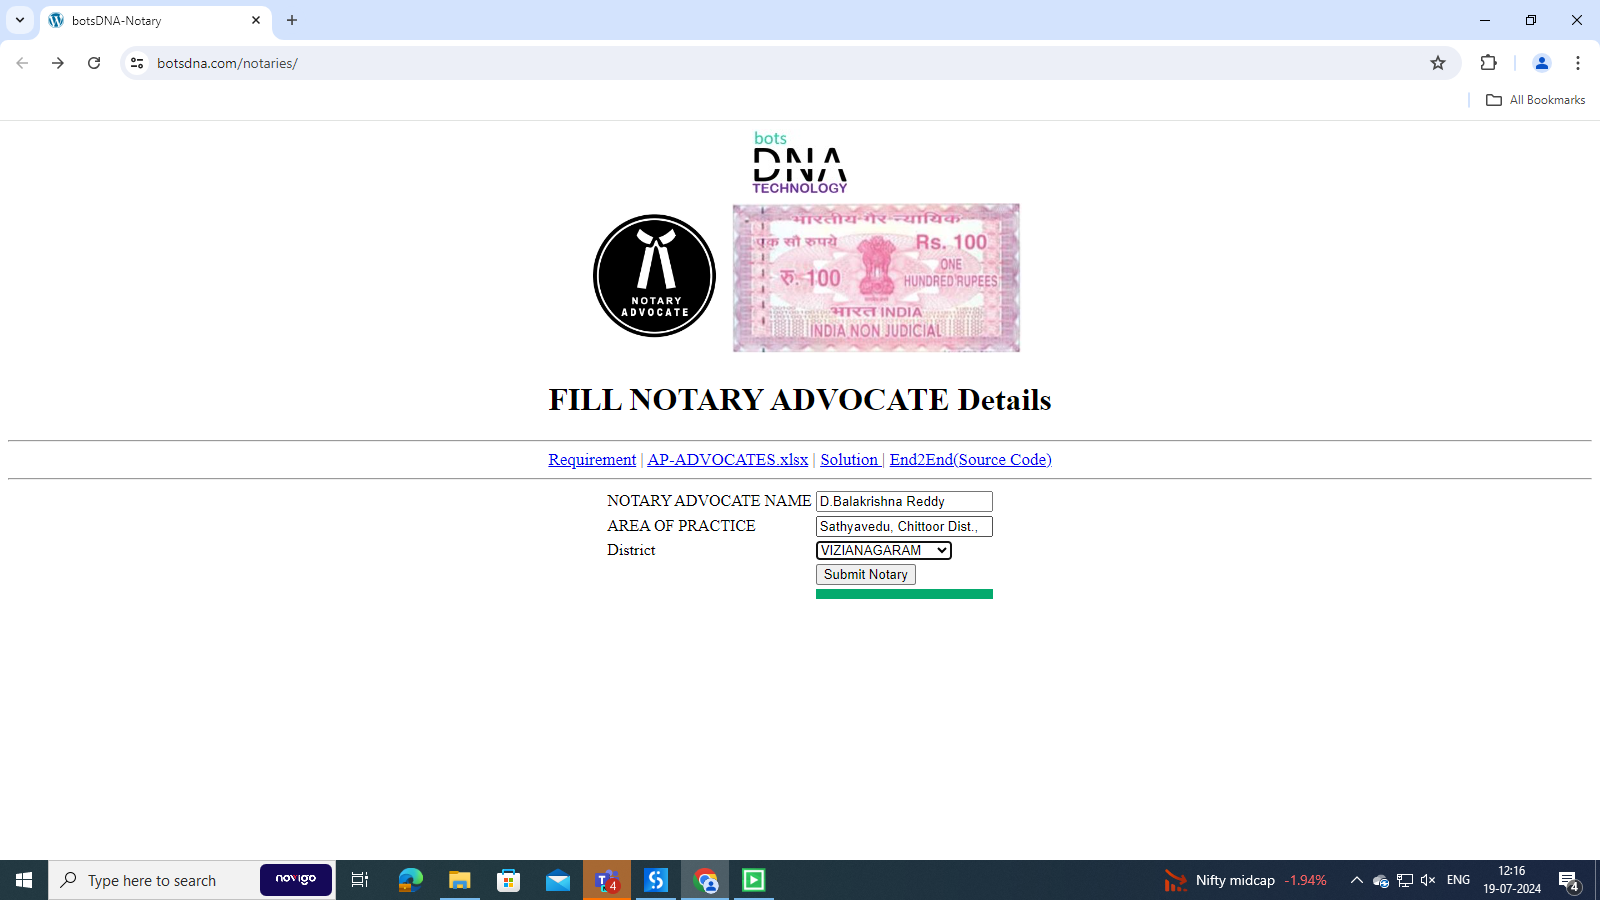 botsDNA-Notary
botsdna.com/notaries/
All Bookmarks
bots
DNA
TECHNOLOGY
NOTARY
ADVOCATE
भारतीय गैर न्यायिक
एक सौ रुपये
Rs. 100
रु. 100
ONE
HUNDRED RUPEES
भारत INDIA
INDIA NON JUDICIAL
FILL NOTARY ADVOCATE Details
Requirement | AP-ADVOCATES.xlsx | Solution | End2End(Source Code)
NOTARY ADVOCATE NAME D.Balakrishna Reddy
AREA OF PRACTICE Sathyavedu, Chittoor Dist.,
District VIZIANAGARAM
Submit Notary
Type here to search
novigo
4
Nifty midcap -1.94%
ENG
12:16
19-07-2024
4